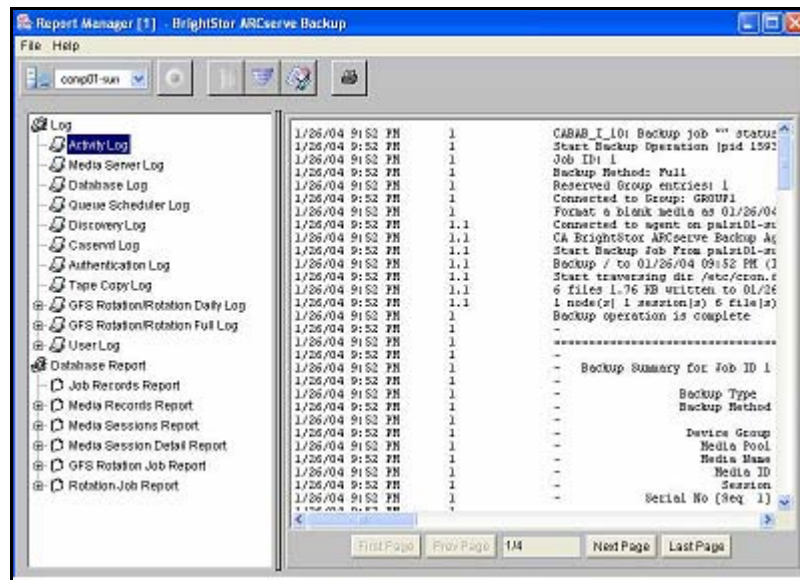 Report Manager [1] - BrightStor ARCserve Backup
File Help
comp01-sun
Log
Activity Log
Media Server Log
Database Log
Queue Scheduler Log
Discovery Log
Caservd Log
Authentication Log
Tape Copy Log
GFS Rotation/Rotation Daily Log
GFS Rotation/Rotation Full Log
User Log
Database Report
Job Records Report
Media Records Report
Media Sessions Report
Media Session Detail Report
GFS Rotation Job Report
Rotation Job Report
1/26/04 9:52 PM 1 CABAB_I_10: Backup job "" status
1/26/04 9:52 PM 1 Start Backup Operation (pid 1593
1/26/04 9:52 PM 1 Job ID: 1
1/26/04 9:52 PM 1 Backup Method: Full
1/26/04 9:52 PM 1 Reserved Group entries: 1
1/26/04 9:52 PM 1 Connected to Group: GROUP1
1/26/04 9:52 PM 1 Format a blank media as 01/26/04
1/26/04 9:52 PM 1.1 Connected to agent on palzi01-su
1/26/04 9:52 PM 1.1 CA BrightStor ARCserve Backup Ag
1/26/04 9:52 PM 1.1 Start Backup Job From palzi01-su
1/26/04 9:52 PM 1.1 Backup / to 01/26/04 09:52 PM (I
1/26/04 9:52 PM 1.1 Start traversing dir /etc/cron.d
1/26/04 9:52 PM 1.1 6 files 1.76 KB written to 01/26
1/26/04 9:52 PM 1.1 1 node(s) 1 session(s) 6 file(s)
1/26/04 9:52 PM 1 Backup operation is complete
1/26/04 9:52 PM 1 -
1/26/04 9:52 PM 1 ================================
1/26/04 9:52 PM 1 -
1/26/04 9:52 PM 1 - Backup Summary for Job ID 1
1/26/04 9:52 PM 1 -
1/26/04 9:52 PM 1 - Backup Type
1/26/04 9:52 PM 1 - Backup Method
1/26/04 9:52 PM 1 -
1/26/04 9:52 PM 1 - Device Group
1/26/04 9:52 PM 1 - Media Pool
1/26/04 9:52 PM 1 - Media Name
1/26/04 9:52 PM 1 - Media ID
1/26/04 9:52 PM 1 - Session
1/26/04 9:52 PM 1 - Serial No (Seq 1)
First Page Prev Page 1/4 Next Page Last Page